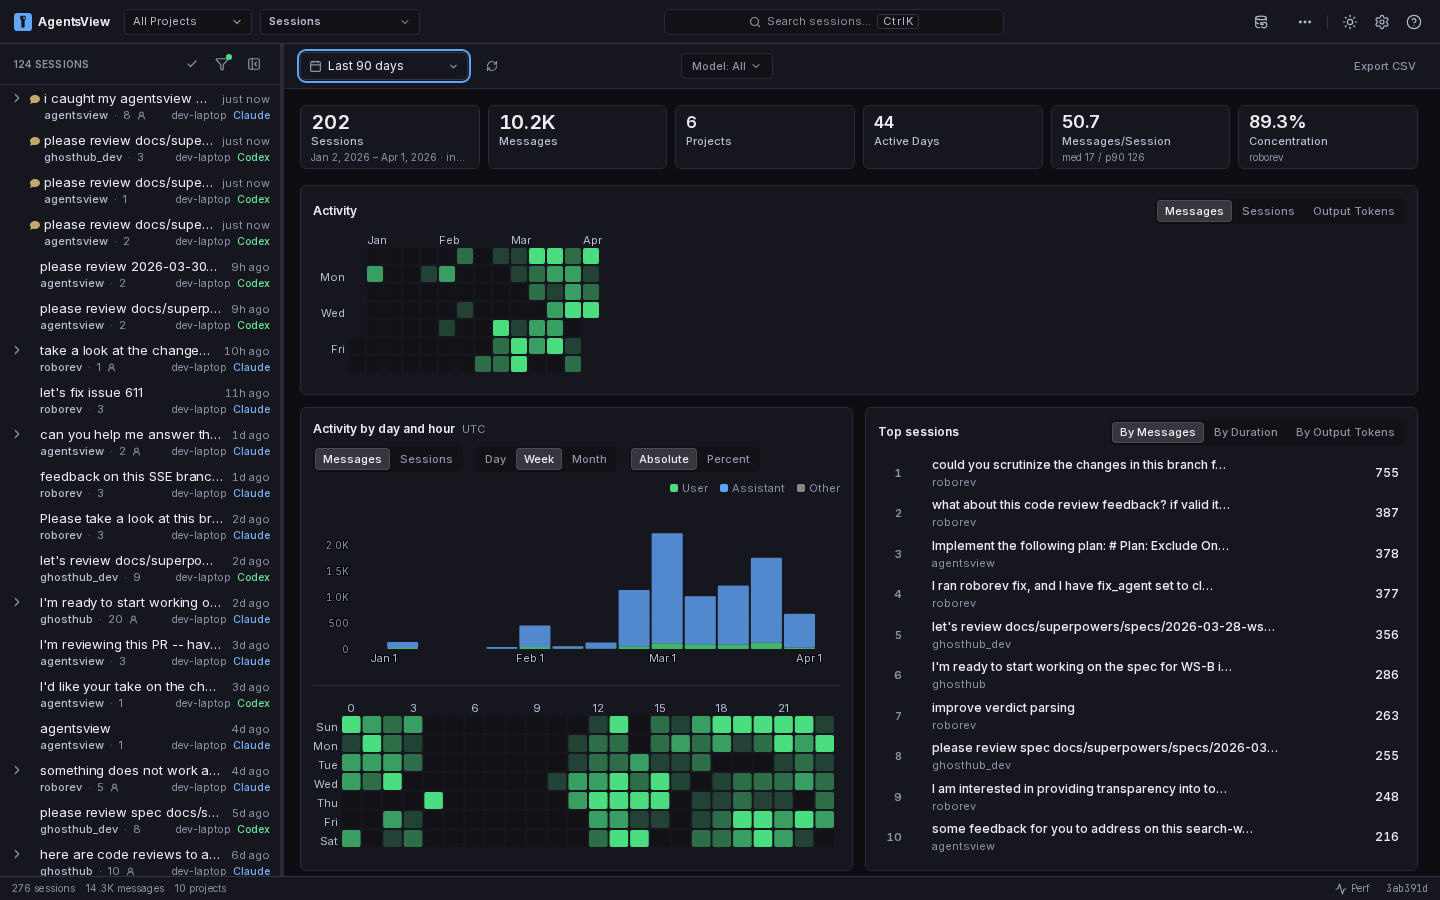 AgentsView
All Projects
Sessions
Search sessions... CtrlK
124 SESSIONS
Last 90 days
Model: All
Export CSV
i caught my agentsview ... just now
agentsview · 8 dev-laptop Claude
please review docs/supe... just now
ghosthub_dev · 3 dev-laptop Codex
please review docs/supe... just now
agentsview · 1 dev-laptop Codex
please review docs/supe... just now
agentsview · 2 dev-laptop Codex
please review 2026-03-30... 9h ago
agentsview · 2 dev-laptop Codex
please review docs/superp... 9h ago
agentsview · 2 dev-laptop Codex
take a look at the change... 10h ago
roborev · 1 dev-laptop Claude
let's fix issue 611 11h ago
roborev · 3 dev-laptop Claude
can you help me answer th... 1d ago
agentsview · 2 dev-laptop Claude
feedback on this SSE branc... 1d ago
roborev · 3 dev-laptop Claude
Please take a look at this br... 2d ago
roborev · 3 dev-laptop Claude
let's review docs/superpo... 2d ago
ghosthub_dev · 9 dev-laptop Codex
I'm ready to start working o... 2d ago
ghosthub · 20 dev-laptop Claude
I'm reviewing this PR -- hav... 3d ago
agentsview · 3 dev-laptop Claude
I'd like your take on the ch... 3d ago
agentsview · 1 dev-laptop Codex
agentsview 4d ago
agentsview · 1 dev-laptop Claude
something does not work a... 4d ago
roborev · 5 dev-laptop Claude
please review spec docs/s... 5d ago
ghosthub_dev · 8 dev-laptop Codex
here are code reviews to a... 6d ago
ghosthub · 10 dev-laptop Claude
202
Sessions
Jan 2, 2026 – Apr 1, 2026 · in...
10.2K
Messages
6
Projects
44
Active Days
50.7
Messages/Session
med 17 / p90 126
89.3%
Concentration
roborev
Activity
Messages Sessions Output Tokens
Jan Feb Mar Apr
Mon
Wed
Fri
Activity by day and hour UTC
Messages Sessions
Day Week Month
Absolute Percent
User Assistant Other
2.0K
1.5K
1.0K
500
0
Jan 1 Feb 1 Mar 1 Apr 1
0 3 6 9 12 15 18 21
Sun
Mon
Tue
Wed
Thu
Fri
Sat
Top sessions
By Messages By Duration By Output Tokens
1 could you scrutinize the changes in this branch f... 755
roborev
2 what about this code review feedback? if valid it... 387
roborev
3 Implement the following plan: # Plan: Exclude On... 378
agentsview
4 I ran roborev fix, and I have fix_agent set to cl... 377
roborev
5 let's review docs/superpowers/specs/2026-03-28-ws... 356
ghosthub_dev
6 I'm ready to start working on the spec for WS-B i... 286
ghosthub
7 improve verdict parsing 263
roborev
8 please review spec docs/superpowers/specs/2026-03... 255
ghosthub_dev
9 I am interested in providing transparency into to... 248
roborev
10 some feedback for you to address on this search-w... 216
agentsview
276 sessions · 14.3K messages · 10 projects
Perf 3ab391d